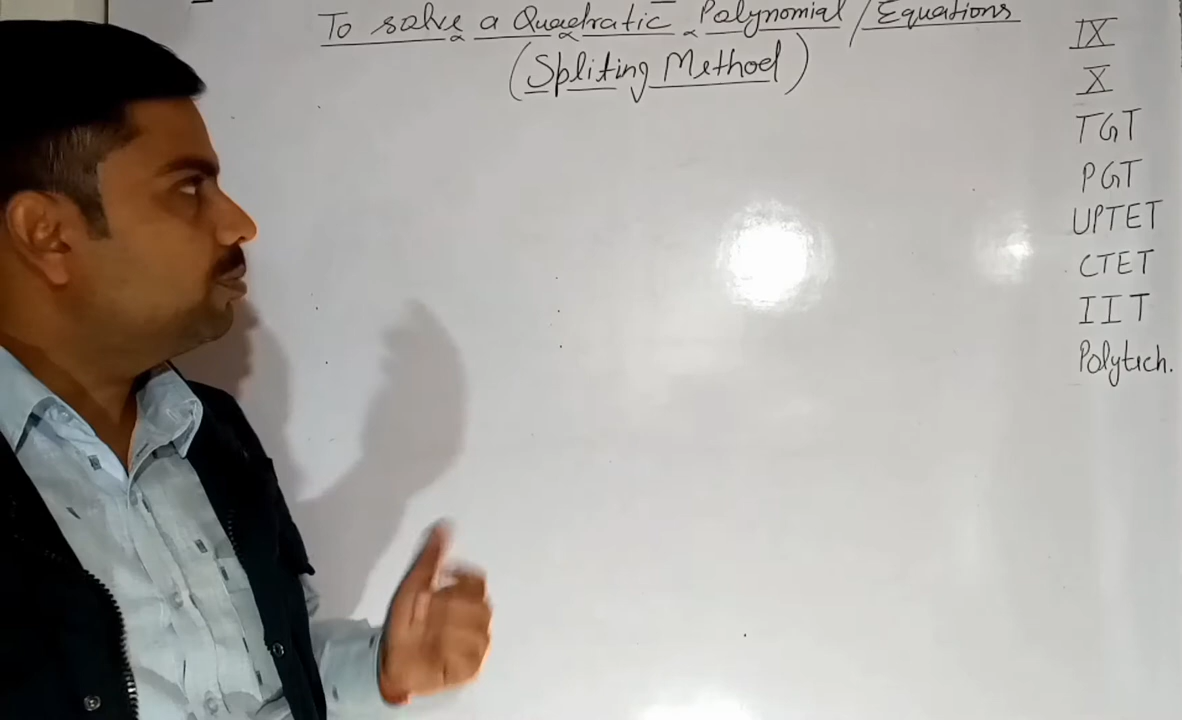 To solve a Quadratic Polynomial / Equations
(Spliting Method)
IX
X
TGT
PGT
UPTET
CTET
IIT
Polytech.